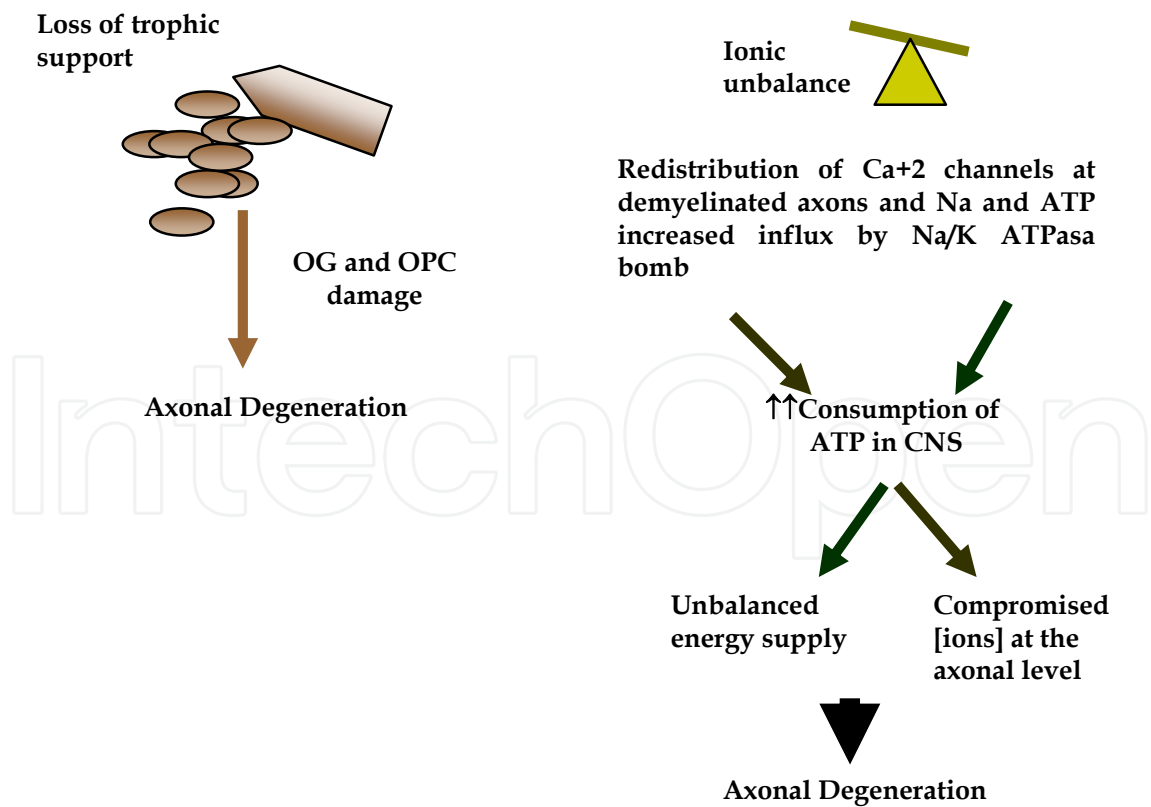 Loss of trophic
support
OG and OPC
damage
Axonal Degeneration
Ionic
unbalance
Redistribution of Ca+2 channels at
demyelinated axons and Na and ATP
increased influx by Na/K ATPasa
bomb
↑↑Consumption of
ATP in CNS
Unbalanced
energy supply
Compromised
[ions] at the
axonal level
Axonal Degeneration
IntechOpen